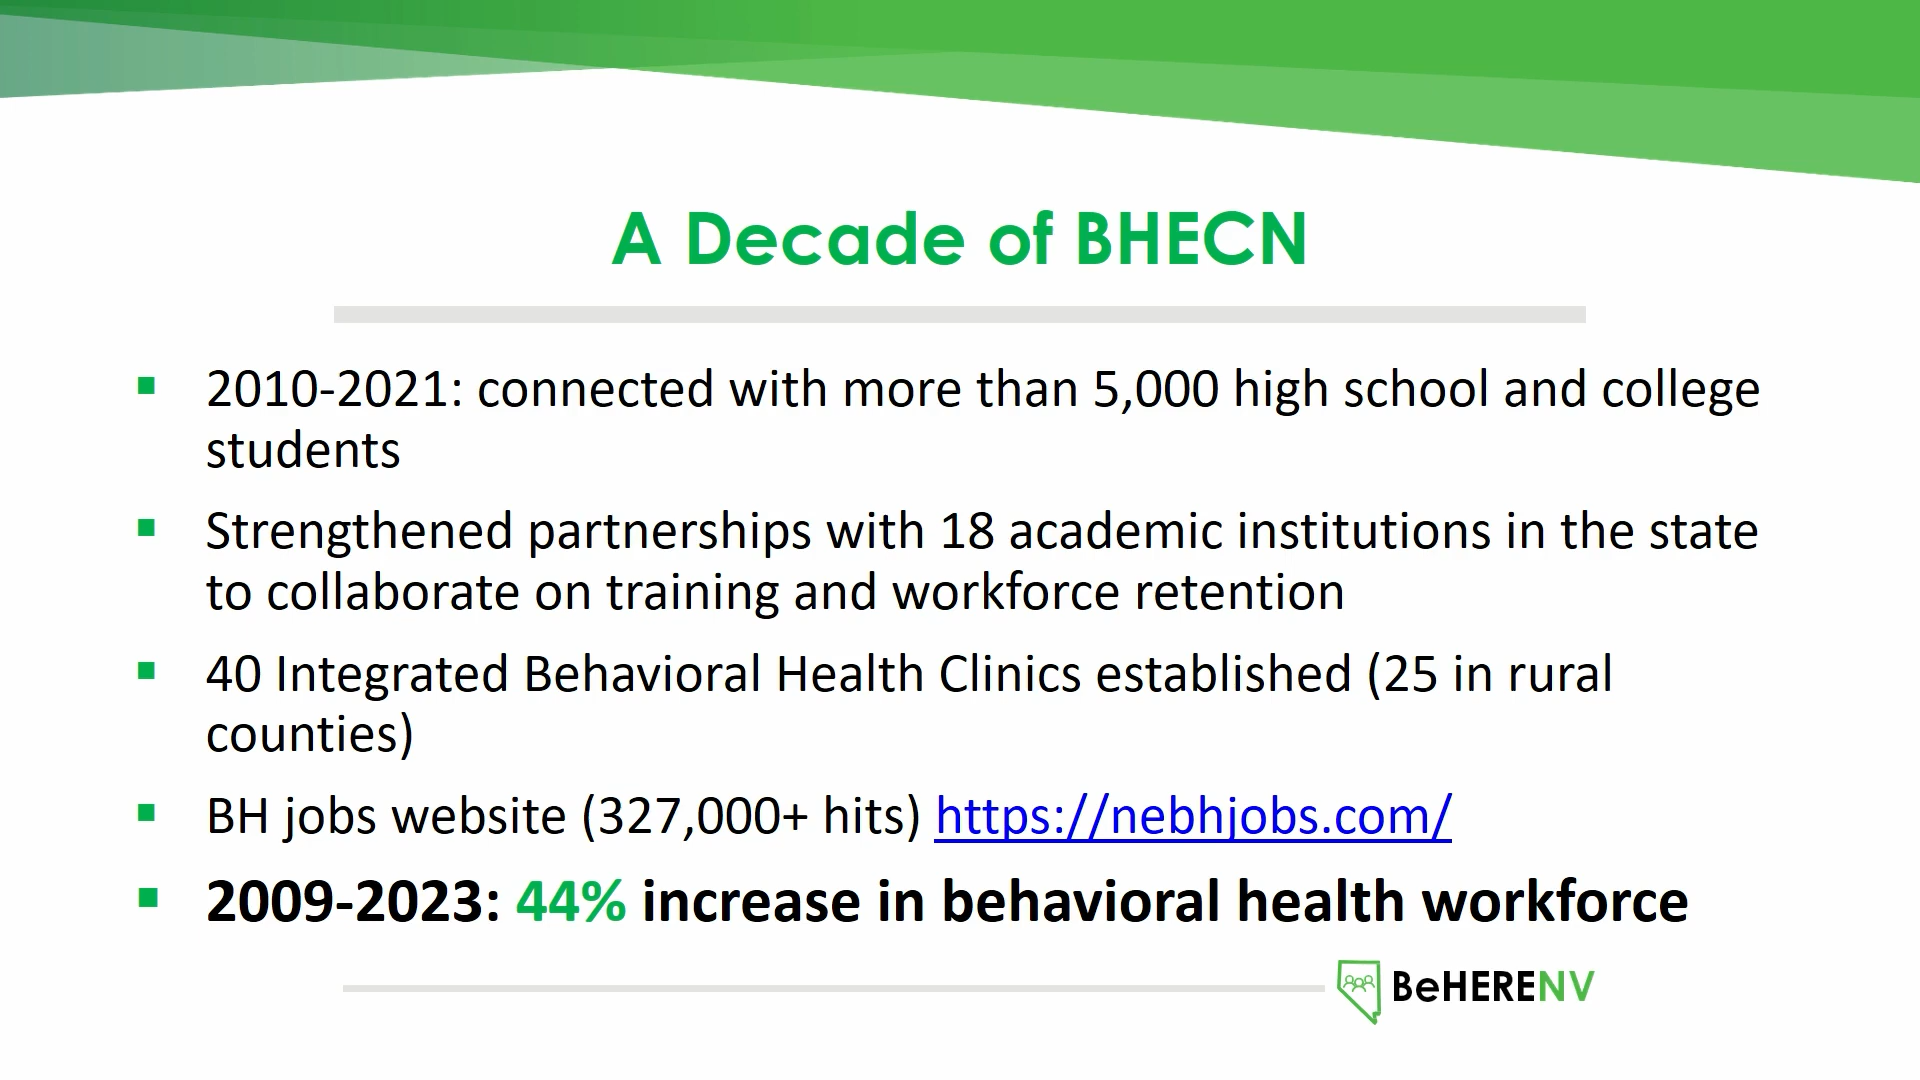 A Decade of BHECN
2010-2021: connected with more than 5,000 high school and college
students
Strengthened partnerships with 18 academic institutions in the state
to collaborate on training and workforce retention
40 Integrated Behavioral Health Clinics established (25 in rural
counties)
BH jobs website (327,000+ hits) https://nebhjobs.com/
2009-2023: 44% increase in behavioral health workforce
BeHERENV